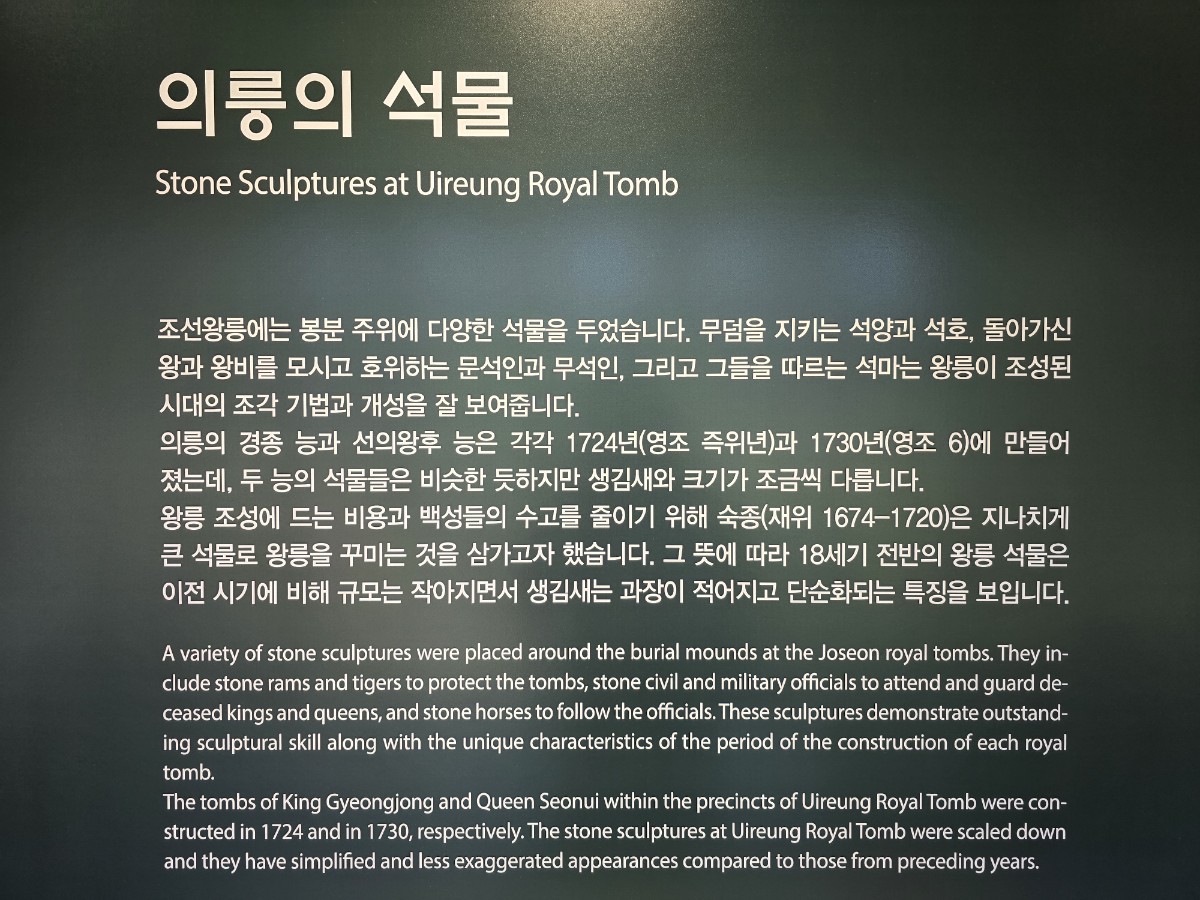 의릉의 석물
Stone Sculptures at Uireung Royal Tomb
조선왕릉에는 봉분 주위에 다양한 석물을 두었습니다. 무덤을 지키는 석양과 석호, 돌아가신
왕과 왕비를 모시고 호위하는 문석인과 무석인, 그리고 그들을 따르는 석마는 왕릉이 조성된
시대의 조각 기법과 개성을 잘 보여줍니다.
의릉의 경종 능과 선의왕후 능은 각각 1724년(영조 즉위년)과 1730년(영조 6)에 만들어
졌는데, 두 능의 석물들은 비슷한 듯하지만 생김새와 크기가 조금씩 다릅니다.
왕릉 조성에 드는 비용과 백성들의 수고를 줄이기 위해 숙종(재위 1674–1720)은 지나치게
큰 석물로 왕릉을 꾸미는 것을 삼가고자 했습니다. 그 뜻에 따라 18세기 전반의 왕릉 석물은
이전 시기에 비해 규모는 작아지면서 생김새는 과장이 적어지고 단순화되는 특징을 보입니다.
A variety of stone sculptures were placed around the burial mounds at the Joseon royal tombs. They in-
clude stone rams and tigers to protect the tombs, stone civil and military officials to attend and guard de-
ceased kings and queens, and stone horses to follow the officials. These sculptures demonstrate outstand-
ing sculptural skill along with the unique characteristics of the period of the construction of each royal
tomb.
The tombs of King Gyeongjong and Queen Seonui within the precincts of Uireung Royal Tomb were con-
structed in 1724 and in 1730, respectively. The stone sculptures at Uireung Royal Tomb were scaled down
and they have simplified and less exaggerated appearances compared to those from preceding years.